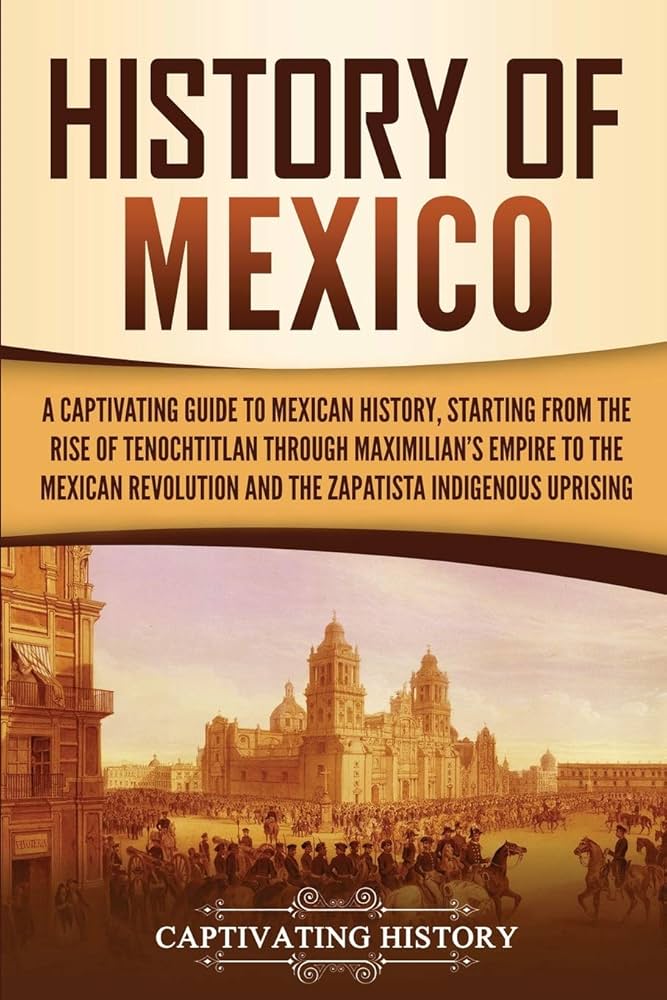 HISTORY OF
MEXICO
A CAPTIVATING GUIDE TO MEXICAN HISTORY, STARTING FROM THE
RISE OF TENOCHTITLAN THROUGH MAXIMILIAN'S EMPIRE TO THE
MEXICAN REVOLUTION AND THE ZAPATISTA INDIGENOUS UPRISING
CAPTIVATING HISTORY